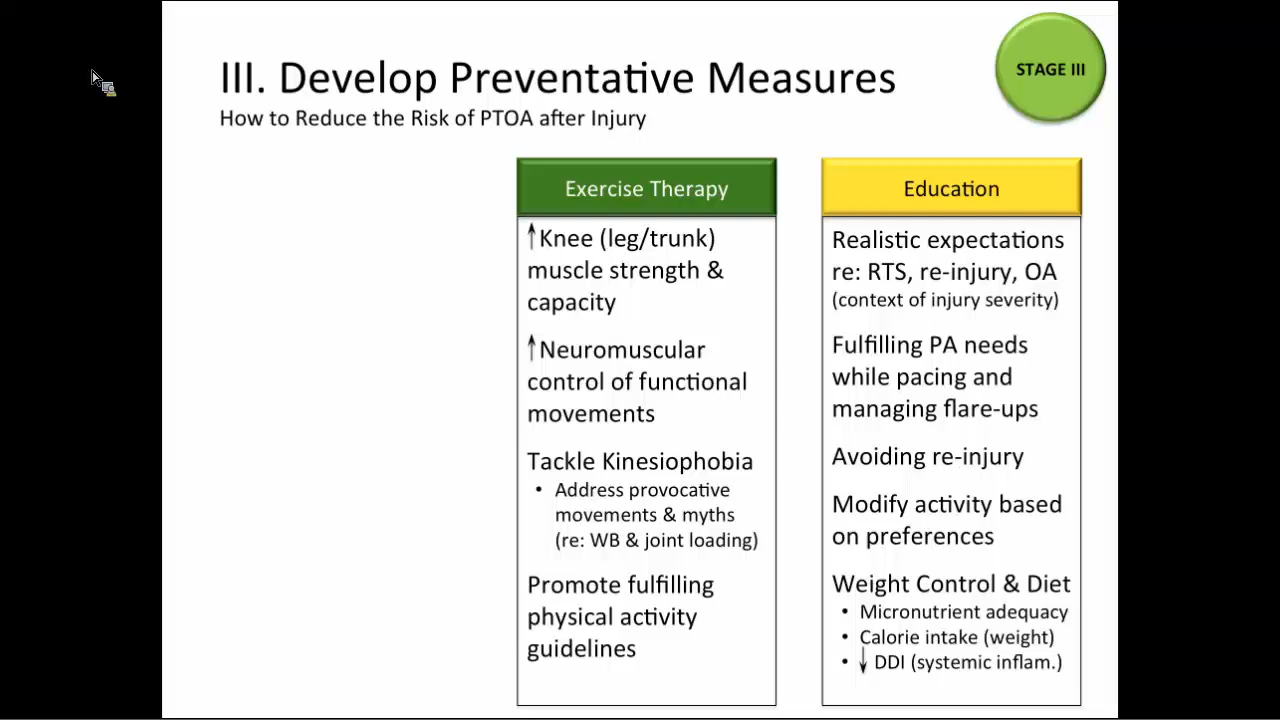 III. Develop Preventative Measures
How to Reduce the Risk of PTOA after Injury
STAGE III
Exercise Therapy
↑Knee (leg/trunk)
muscle strength &
capacity
↑Neuromuscular
control of functional
movements
Tackle Kinesiophobia
• Address provocative
movements & myths
(re: WB & joint loading)
Promote fulfilling
physical activity
guidelines
Education
Realistic expectations
re: RTS, re-injury, OA
(context of injury severity)
Fulfilling PA needs
while pacing and
managing flare-ups
Avoiding re-injury
Modify activity based
on preferences
Weight Control & Diet
• Micronutrient adequacy
• Calorie intake (weight)
• ↓ DDI (systemic inflam.)